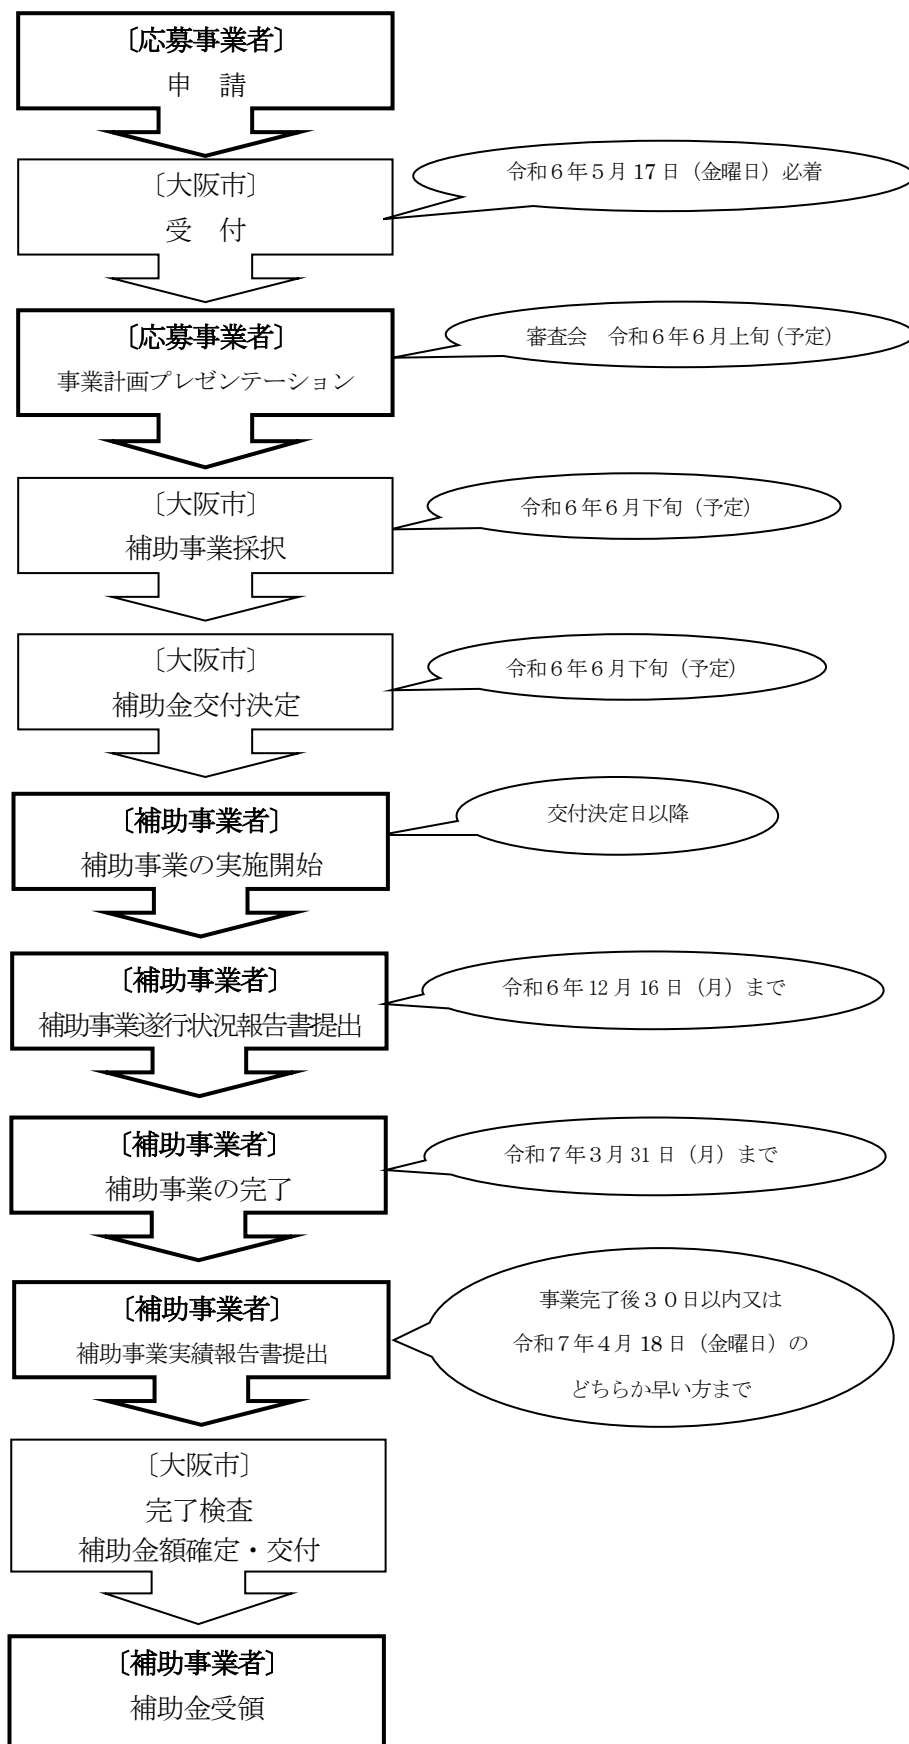 〔応募事業者〕
申　請
〔大阪市〕
受　付
令和６年５月 17 日（金曜日）必着
〔応募事業者〕
事業計画プレゼンテーション
審査会　令和６年６月上旬（予定）
〔大阪市〕
補助事業採択
令和６年６月下旬（予定）
〔大阪市〕
補助金交付決定
令和６年６月下旬（予定）
〔補助事業者〕
補助事業の実施開始
交付決定日以降
〔補助事業者〕
補助事業遂行状況報告書提出
令和６年 12 月 16 日（月）まで
〔補助事業者〕
補助事業の完了
令和７年３月 31 日（月）まで
〔補助事業者〕
補助事業実績報告書提出
事業完了後３０日以内又は
令和７年４月 18 日（金曜日）の
どちらか早い方まで
〔大阪市〕
完了検査
補助金額確定・交付
〔補助事業者〕
補助金受領